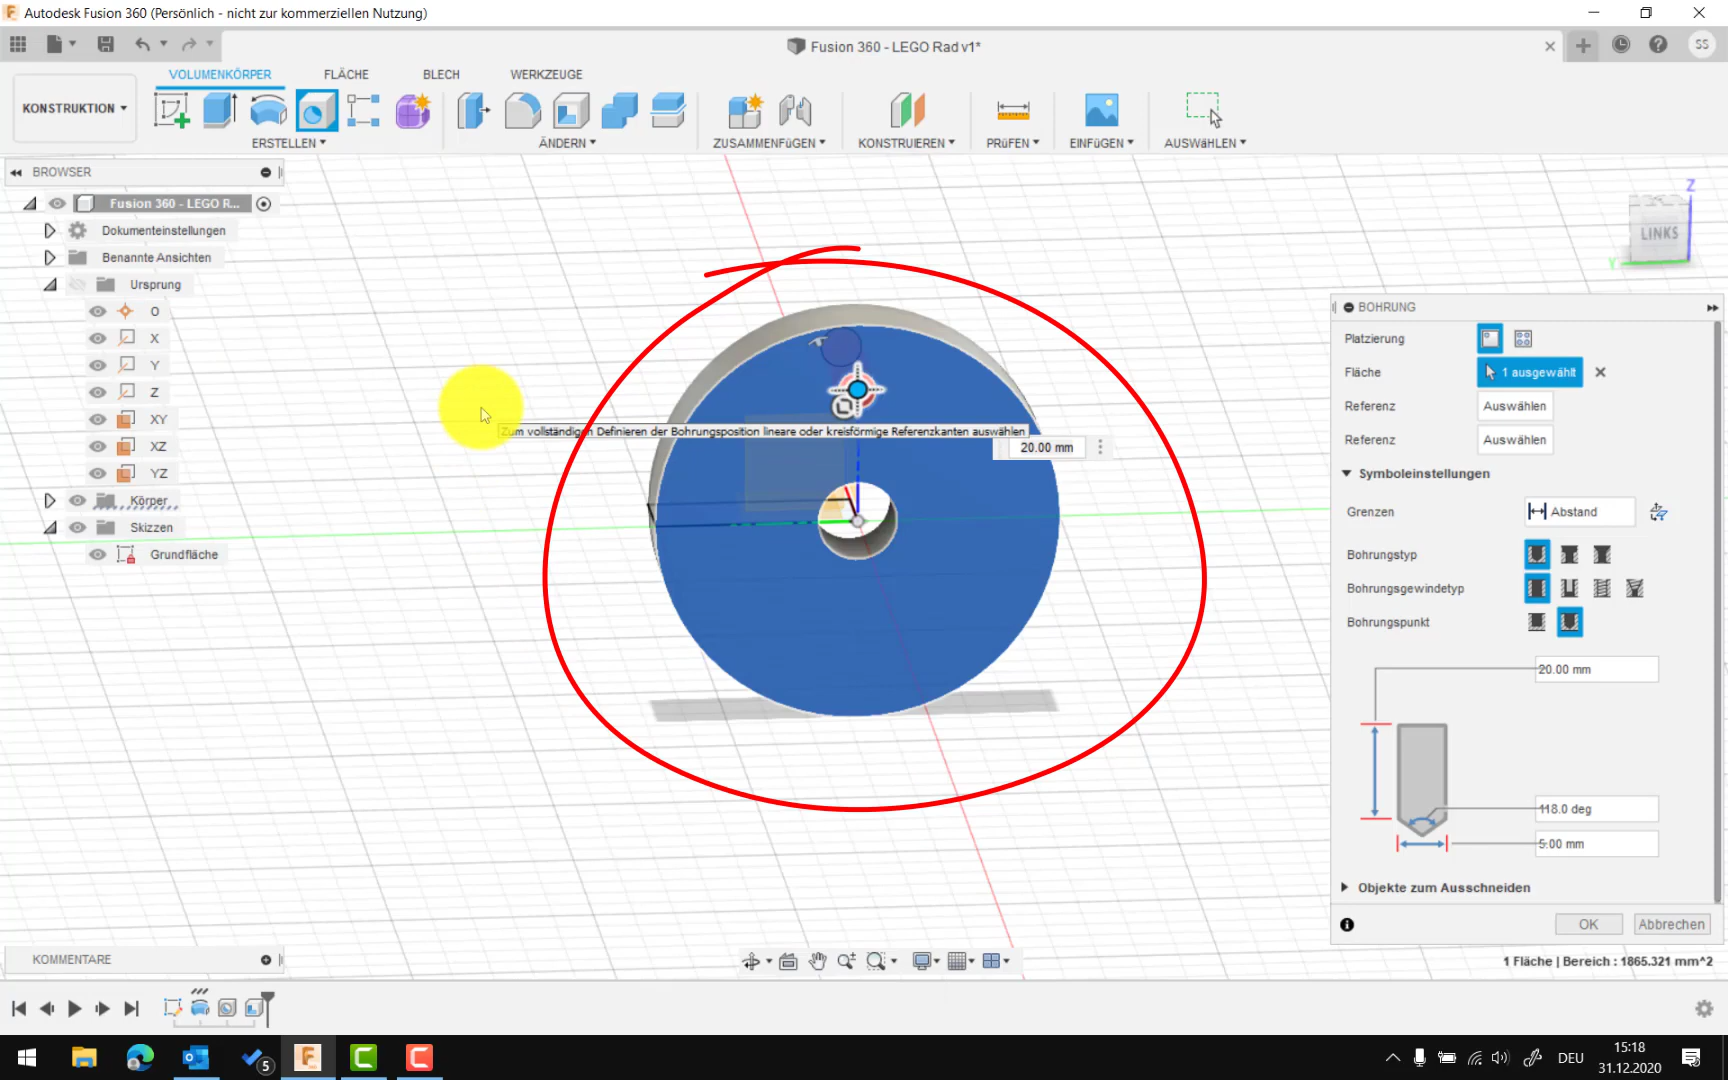 Autodesk Fusion 360 (Persönlich - nicht zur kommerziellen Nutzung)
Fusion 360 - LEGO Rad v1*
SS
KONSTRUKTION
VOLUMENKÖRPER
FLÄCHE
BLECH
WERKZEUGE
ERSTELLEN
ÄNDERN
ZUSAMMENFüGEN
KONSTRUIEREN
PRüFEN
EINFüGEN
AUSWäHLEN
BROWSER
Fusion 360 - LEGO R...
Dokumenteinstellungen
Benannte Ansichten
Ursprung
O
X
Y
Z
XY
XZ
YZ
Körper
Skizzen
Grundfläche
Zum vollständigen Definieren der Bohrungsposition lineare oder kreisförmige Referenzkanten auswählen
20.00 mm
Z
LINKS
Y
BOHRUNG
Platzierung
Fläche
1 ausgewählt
Referenz
Auswählen
Referenz
Auswählen
Symboleinstellungen
Grenzen
Abstand
Bohrungstyp
Bohrungsgewindetyp
Bohrungspunkt
20.00 mm
118.0 deg
5.00 mm
Objekte zum Ausschneiden
OK
Abbrechen
KOMMENTARE
1 Fläche | Bereich : 1865.321 mm^2
5
DEU
15:18
31.12.2020